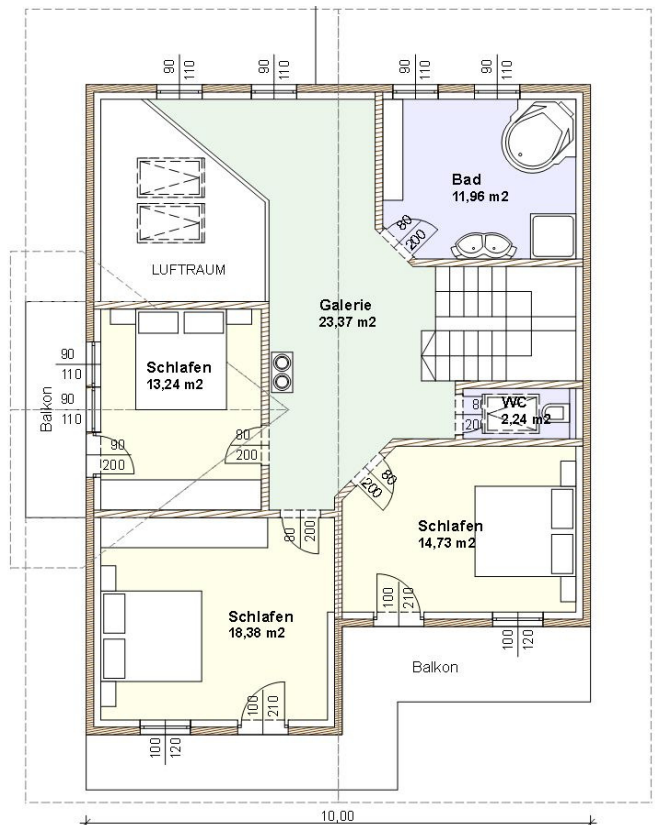 90
110
90
110
90
110
90
110
Bad
11,96 m2
80
200
LUFTRAUM
Galerie
23,37 m2
90
110
Schlafen
13,24 m2
90
110
Balkon
80
20
WC
2,24 m2
90
200
80
200
80
200
Schlafen
14,73 m2
80
200
Schlafen
18,38 m2
100
210
100
120
Balkon
100
210
100
120
10,00